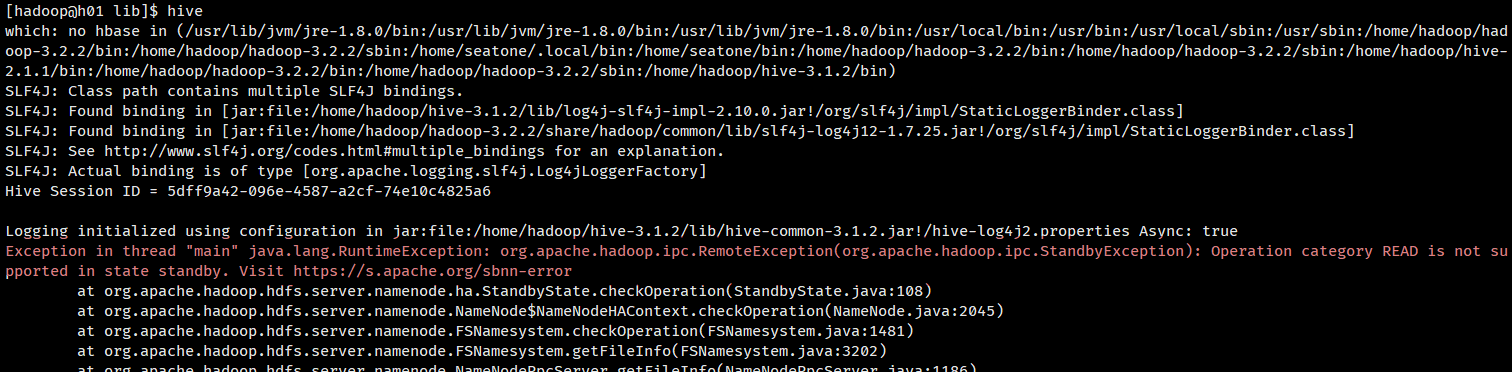 [hadoop@h01 lib]$ hive
which: no hbase in (/usr/lib/jvm/jre-1.8.0/bin:/usr/lib/jvm/jre-1.8.0/bin:/usr/lib/jvm/jre-1.8.0/bin:/usr/local/bin:/usr/bin:/usr/local/sbin:/usr/sbin:/home/hadoop/had
oop-3.2.2/bin:/home/hadoop/hadoop-3.2.2/sbin:/home/seatone/.local/bin:/home/seatone/bin:/home/hadoop/hadoop-3.2.2/bin:/home/hadoop/hadoop-3.2.2/sbin:/home/hadoop/hive-
2.1.1/bin:/home/hadoop/hadoop-3.2.2/bin:/home/hadoop/hadoop-3.2.2/sbin:/home/hadoop/hive-3.1.2/bin)
SLF4J: Class path contains multiple SLF4J bindings.
SLF4J: Found binding in [jar:file:/home/hadoop/hive-3.1.2/lib/log4j-slf4j-impl-2.10.0.jar!/org/slf4j/impl/StaticLoggerBinder.class]
SLF4J: Found binding in [jar:file:/home/hadoop/hadoop-3.2.2/share/hadoop/common/lib/slf4j-log4j12-1.7.25.jar!/org/slf4j/impl/StaticLoggerBinder.class]
SLF4J: See http://www.slf4j.org/codes.html#multiple_bindings for an explanation.
SLF4J: Actual binding is of type [org.apache.logging.slf4j.Log4jLoggerFactory]
Hive Session ID = 5dff9a42-096e-4587-a2cf-74e10c4825a6
Logging initialized using configuration in jar:file:/home/hadoop/hive-3.1.2/lib/hive-common-3.1.2.jar!/hive-log4j2.properties Async: true
Exception in thread "main" java.lang.RuntimeException: org.apache.hadoop.ipc.RemoteException(org.apache.hadoop.ipc.StandbyException): Operation category READ is not su
pported in state standby. Visit https://s.apache.org/sbnn-error
at org.apache.hadoop.hdfs.server.namenode.ha.StandbyState.checkOperation(StandbyState.java:108)
at org.apache.hadoop.hdfs.server.namenode.NameNode$NameNodeHAContext.checkOperation(NameNode.java:2045)
at org.apache.hadoop.hdfs.server.namenode.FSNamesystem.checkOperation(FSNamesystem.java:1481)
at org.apache.hadoop.hdfs.server.namenode.FSNamesystem.getFileInfo(FSNamesystem.java:3202)
at org.apache.hadoop.hdfs.server.namenode.NameNodeRpcServer.getFileInfo(NameNodeRpcServer.java:1186)